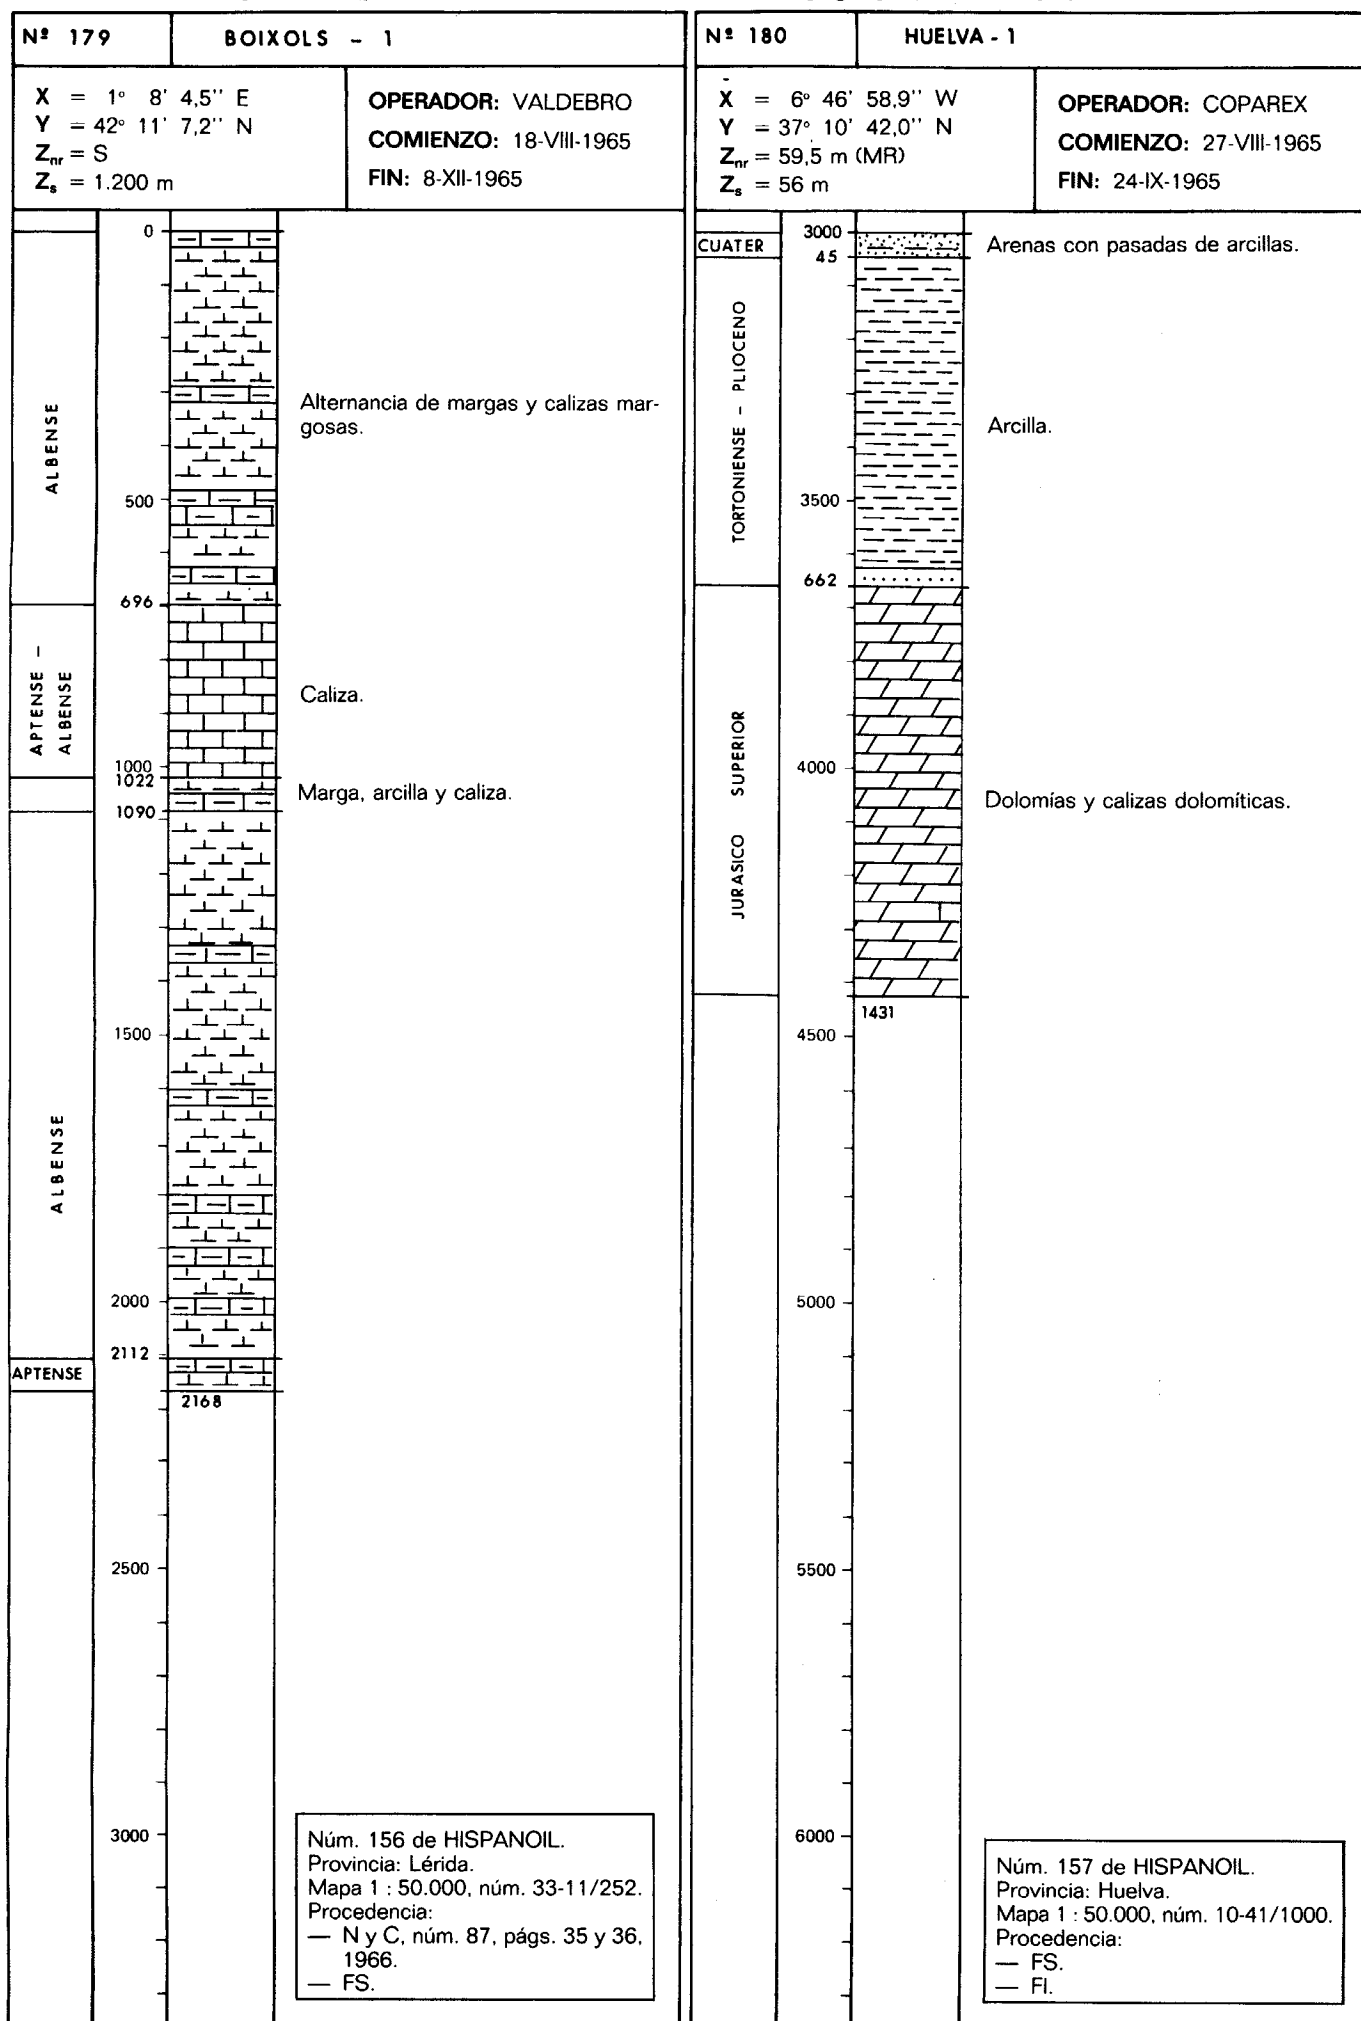 Nº 179
BOIXOLS - 1
X = 1° 8' 4,5'' E
Y = 42° 11' 7,2'' N
Znr = S
Zs = 1.200 m
OPERADOR: VALDEBRO
COMIENZO: 18-VIII-1965
FIN: 8-XII-1965
ALBENSE
APTENSE –
ALBENSE
ALBENSE
APTENSE
0
500
696
1000
1022
1090
1500
2000
2112
2168
2500
3000
Alternancia de margas y calizas mar-
gosas.
Caliza.
Marga, arcilla y caliza.
Núm. 156 de HISPANOIL.
Provincia: Lérida.
Mapa 1 : 50.000, núm. 33-11/252.
Procedencia:
— N y C, núm. 87, págs. 35 y 36,
1966.
— FS.
Nº 180
HUELVA - 1
X = 6° 46' 58,9'' W
Y = 37° 10' 42,0'' N
Znr = 59,5 m (MR)
Zs = 56 m
OPERADOR: COPAREX
COMIENZO: 27-VIII-1965
FIN: 24-IX-1965
CUATER
TORTONIENSE - PLIOCENO
JURASICO SUPERIOR
3000
45
3500
662
4000
1431
4500
5000
5500
6000
Arenas con pasadas de arcillas.
Arcilla.
Dolomías y calizas dolomíticas.
Núm. 157 de HISPANOIL.
Provincia: Huelva.
Mapa 1 : 50.000, núm. 10-41/1000.
Procedencia:
— FS.
— FI.